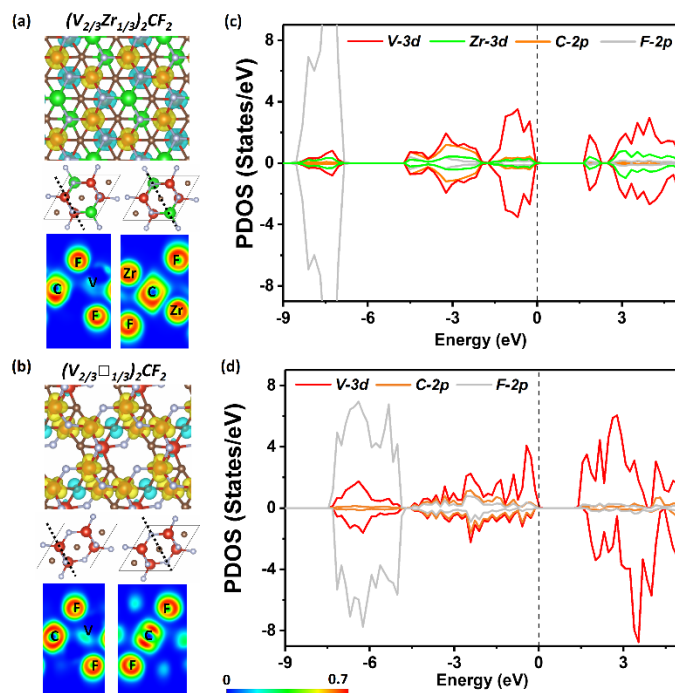 (a)
(V2/3Zr1/3)2CF2
F
V
C
F
Zr
F
C
F
Zr
(b)
(V2/3□1/3)2CF2
F
C
V
F
F
C
F
0
0.7
(c)
V-3d Zr-3d C-2p F-2p
8
4
0
4
8
PDOS (States/eV)
-9 -6 -3 0 3
Energy (eV)
(d)
V-3d C-2p F-2p
8
4
0
4
-8
PDOS (States/eV)
-9 -6 -3 0 3
Energy (eV)